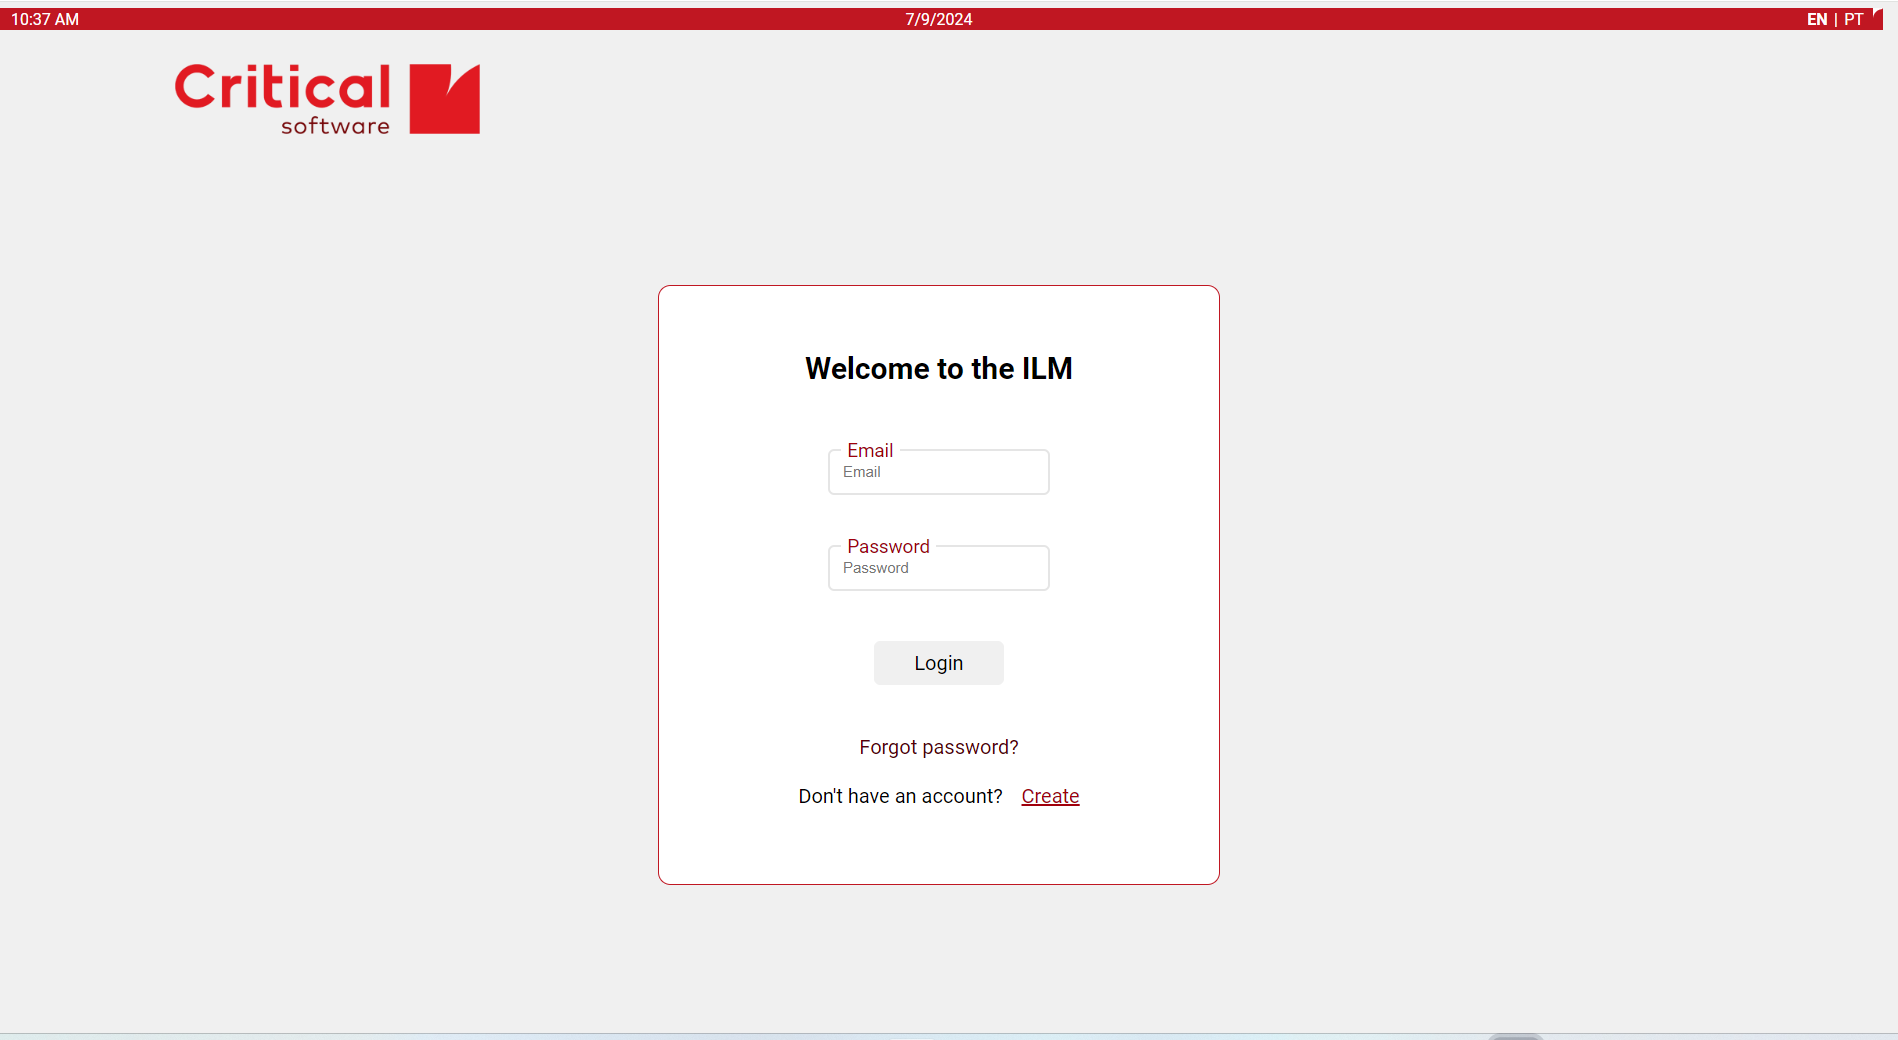 10:37 AM 7/9/2024 EN | PT
Critical
software
Welcome to the ILM
Email
Email
Password
Password
Login
Forgot password?
Don't have an account? Create